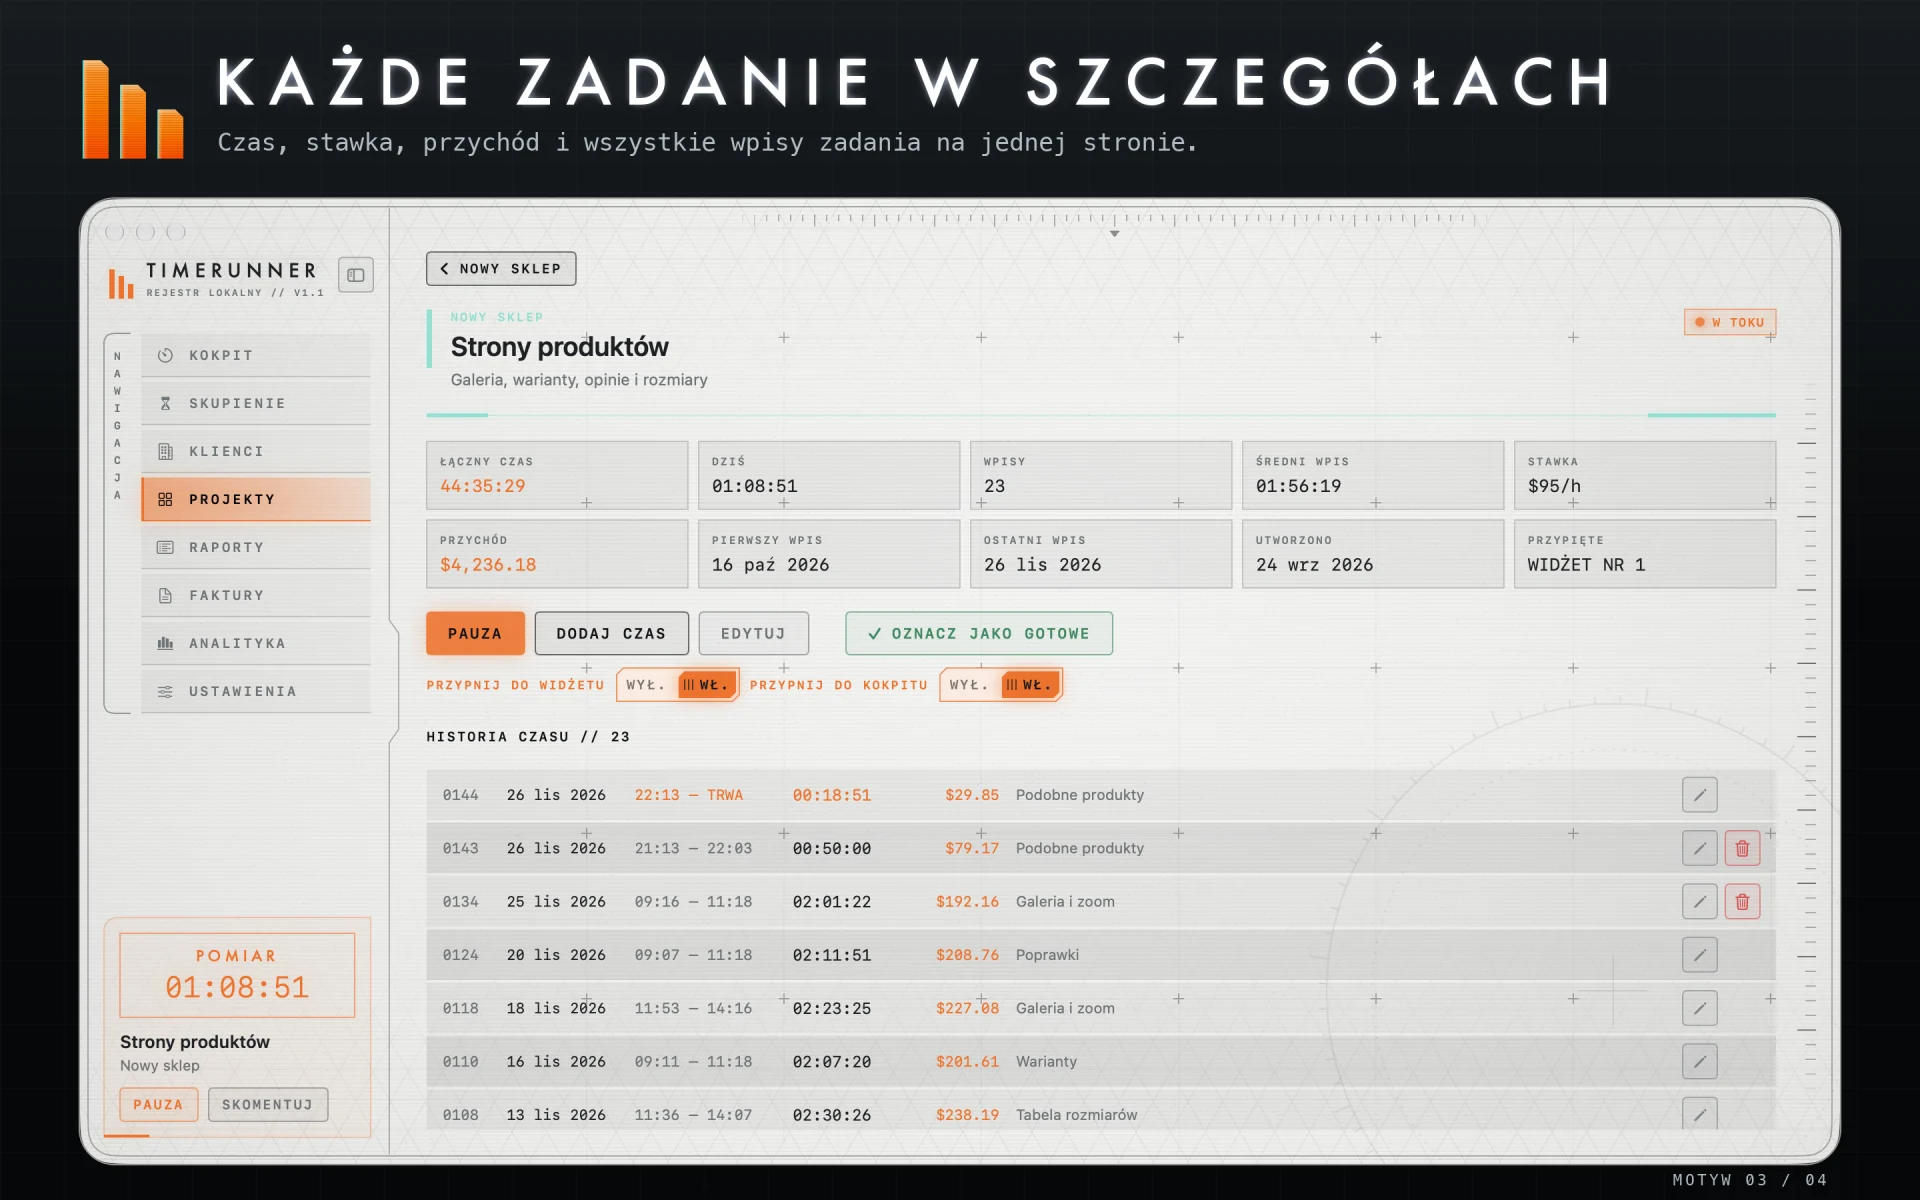 KAŻDE ZADANIE W SZCZEGÓŁACH
Czas, stawka, przychód i wszystkie wpisy zadania na jednej stronie.
TIMERUNNER
REJESTR LOKALNY // V1.1
NAWIGACJA
KOKPIT
SKUPIENIE
KLIENCI
PROJEKTY
RAPORTY
FAKTURY
ANALITYKA
USTAWIENIA
POMIAR
01:08:51
Strony produktów
Nowy sklep
PAUZA SKOMENTUJ
NOWY SKLEP
NOWY SKLEP
Strony produktów
Galeria, warianty, opinie i rozmiary
W TOKU
ŁĄCZNY CZAS DZIŚ WPISY ŚREDNI WPIS STAWKA
44:35:29 01:08:51 23 01:56:19 $95/h
PRZYCHÓD PIERWSZY WPIS OSTATNI WPIS UTWORZONO PRZYPIĘTE
$4,236.18 16 paź 2026 26 lis 2026 24 wrz 2026 WIDŻET NR 1
PAUZA DODAJ CZAS EDYTUJ OZNACZ JAKO GOTOWE
PRZYPNIJ DO WIDŻETU WYŁ. WŁ. PRZYPNIJ DO KOKPITU WYŁ. WŁ.
HISTORIA CZASU // 23
0144 26 lis 2026 22:13 — TRWA 00:18:51 $29.85 Podobne produkty
0143 26 lis 2026 21:13 — 22:03 00:50:00 $79.17 Podobne produkty
0134 25 lis 2026 09:16 — 11:18 02:01:22 $192.16 Galeria i zoom
0124 20 lis 2026 09:07 — 11:18 02:11:51 $208.76 Poprawki
0118 18 lis 2026 11:53 — 14:16 02:23:25 $227.08 Galeria i zoom
0110 16 lis 2026 09:11 — 11:18 02:07:20 $201.61 Warianty
0108 13 lis 2026 11:36 — 14:07 02:30:26 $238.19 Tabela rozmiarów
MOTYW 03 / 04